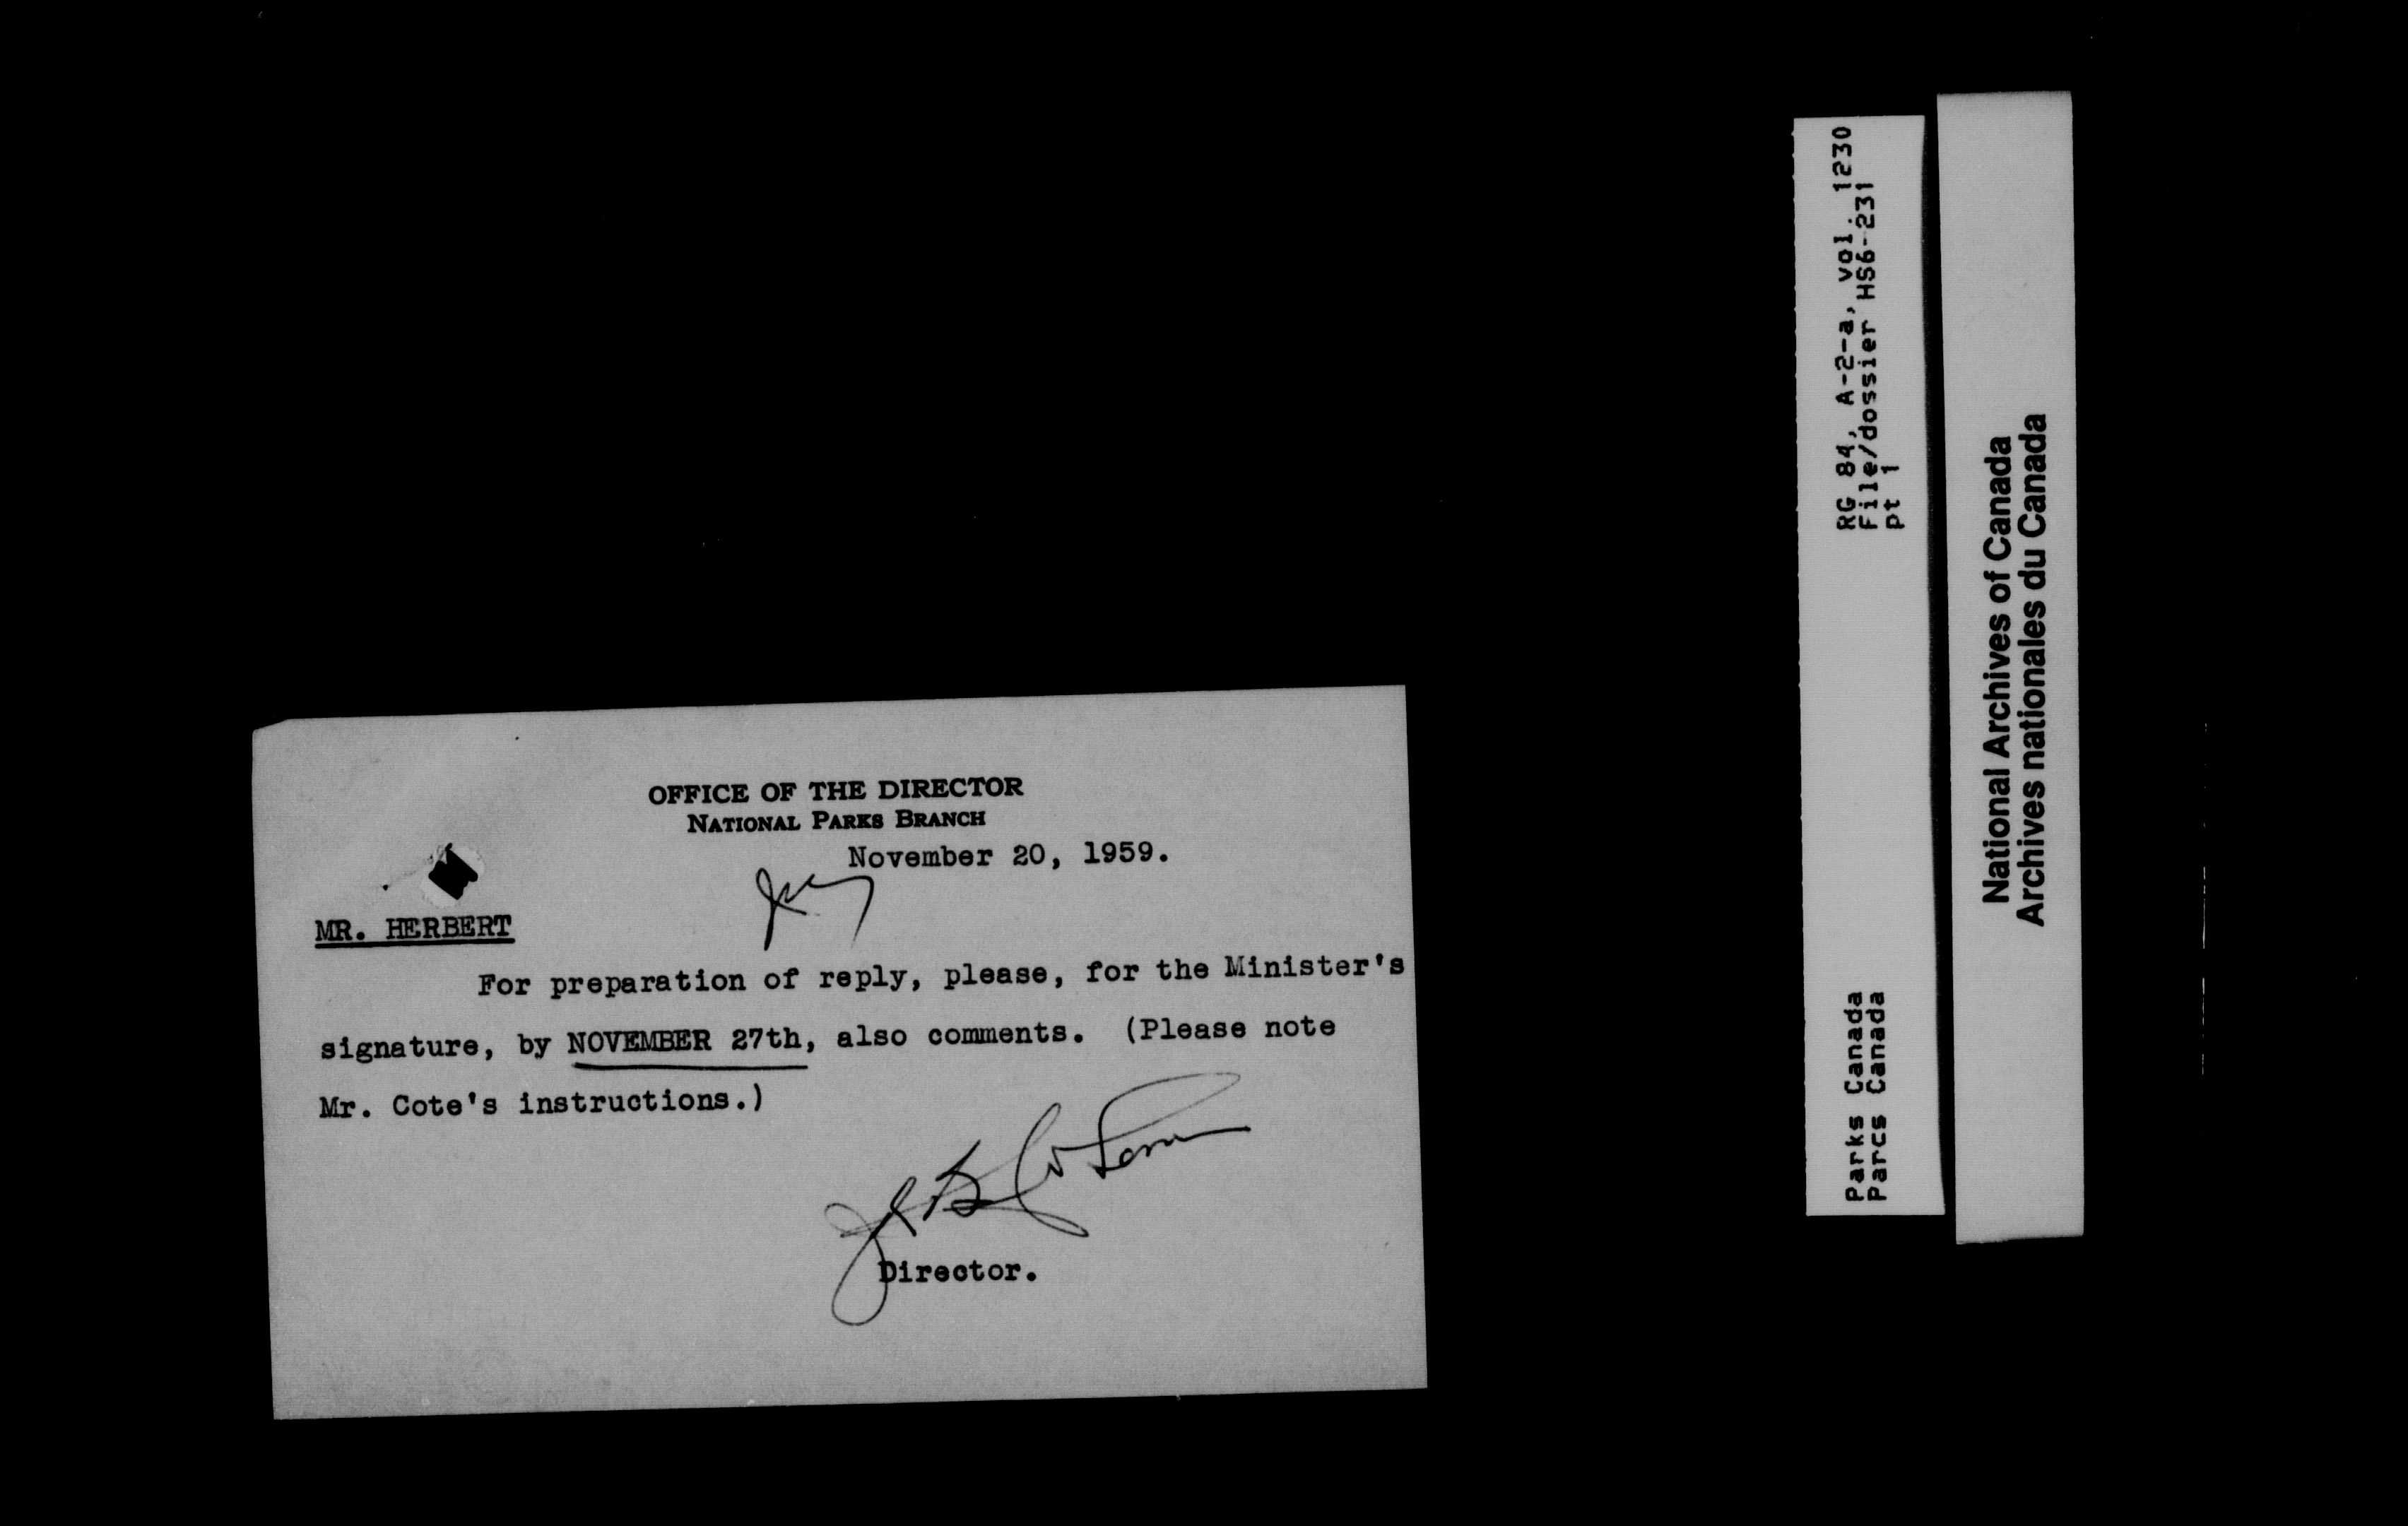 OFFICE OF THE DIRECTOR
NATIONAL PARKS BRANCH
November 20, 1959.
MR. HERBERT
For preparation of reply, please, for the Minister's
signature, by NOVEMBER 27th, also comments. (Please note
Mr. Cote's instructions.)
Director.
RG 84, A-2-a, vol. 1230
File/dossier HS6-231
pt 1
Parks Canada
Parcs Canada
National Archives of Canada
Archives nationales du Canada